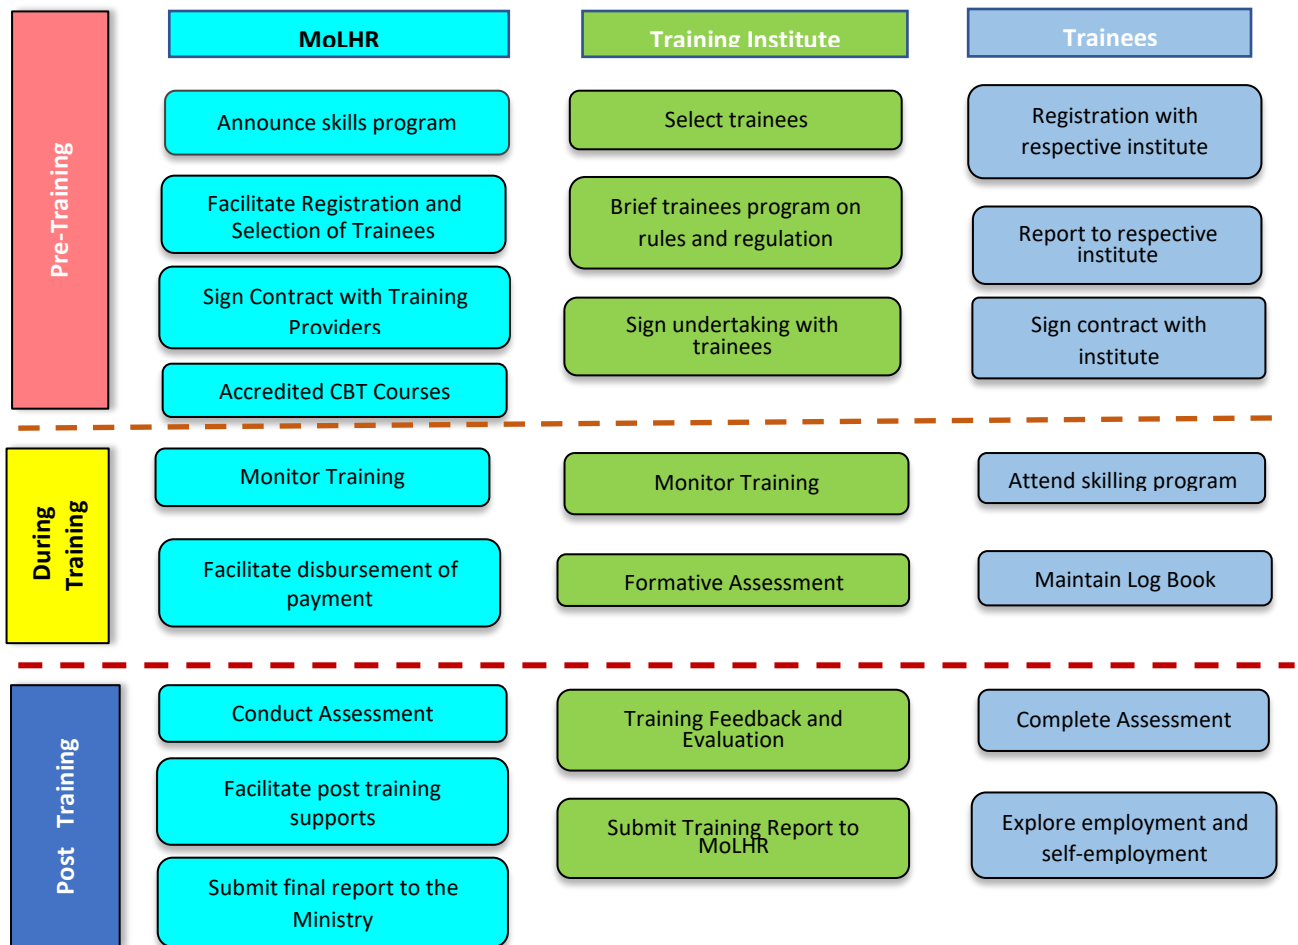 MoLHR
Training Institute
Trainees
Pre-Training
Announce skills program
Select trainees
Registration with
respective institute
Facilitate Registration and
Selection of Trainees
Brief trainees program on
rules and regulation
Report to respective
institute
Sign Contract with Training
Providers
Sign undertaking with
trainees
Sign contract with
institute
Accredited CBT Courses
During
Training
Monitor Training
Monitor Training
Attend skilling program
Facilitate disbursement of
payment
Formative Assessment
Maintain Log Book
Post Training
Conduct Assessment
Training Feedback and
Evaluation
Complete Assessment
Facilitate post training
supports
Submit Training Report to
MoLHR
Explore employment and
self-employment
Submit final report to the
Ministry